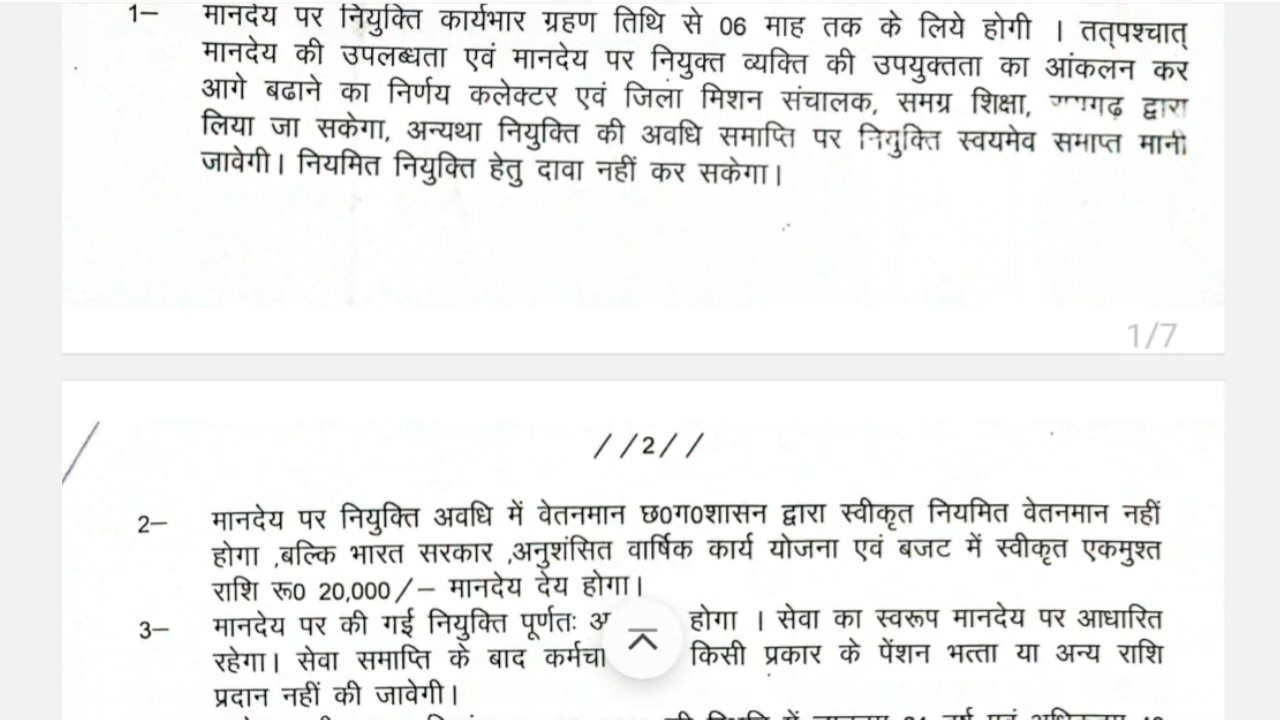 1– मानदेय पर नियुक्ति कार्यभार ग्रहण तिथि से 06 माह तक के लिये होगी । तत्पश्चात्
मानदेय की उपलब्धता एवं मानदेय पर नियुक्त व्यक्ति की उपयुक्तता का आंकलन कर
आगे बढाने का निर्णय कलेक्टर एवं जिला मिशन संचालक, समग्र शिक्षा, द्वारा
लिया जा सकेगा, अन्यथा नियुक्ति की अवधि समाप्ति पर नियुक्ति स्वयमेव समाप्त मानी
जावेगी। नियमित नियुक्ति हेतु दावा नहीं कर सकेगा।
1/7
//2//
2– मानदेय पर नियुक्ति अवधि में वेतनमान छ0ग0शासन द्वारा स्वीकृत नियमित वेतनमान नहीं
होगा ,बल्कि भारत सरकार ,अनुशंसित वार्षिक कार्य योजना एवं बजट में स्वीकृत एकमुश्त
राशि रू0 20,000/– मानदेय देय होगा।
3– मानदेय पर की गई नियुक्ति पूर्णतः होगा । सेवा का स्वरूप मानदेय पर आधारित
रहेगा। सेवा समाप्ति के बाद किसी प्रकार के पेंशन भत्ता या अन्य राशि
प्रदान नहीं की जावेगी।